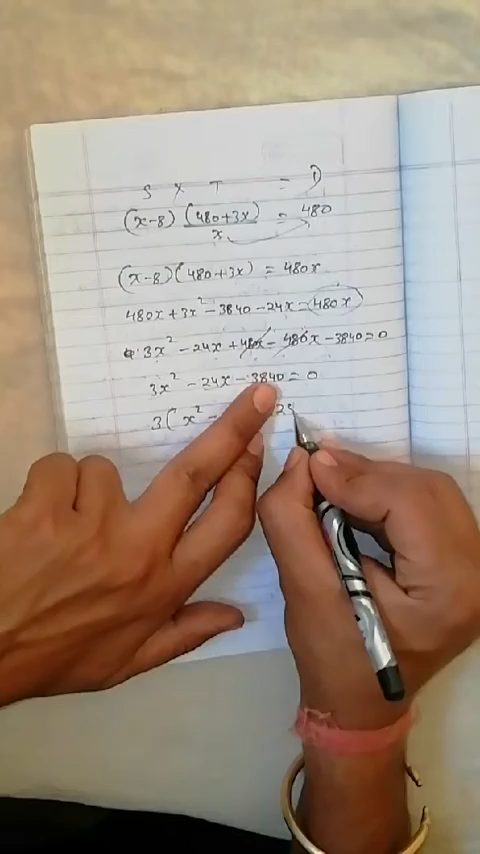 S x T = D
(x-8) (480+3x)/x = 480
(x-8)(480+3x) = 480x
480x + 3x² - 3840 - 24x = 480x
3x² - 24x + 480x - 480x - 3840 = 0
3x² - 24x - 3840 = 0
3(x² -